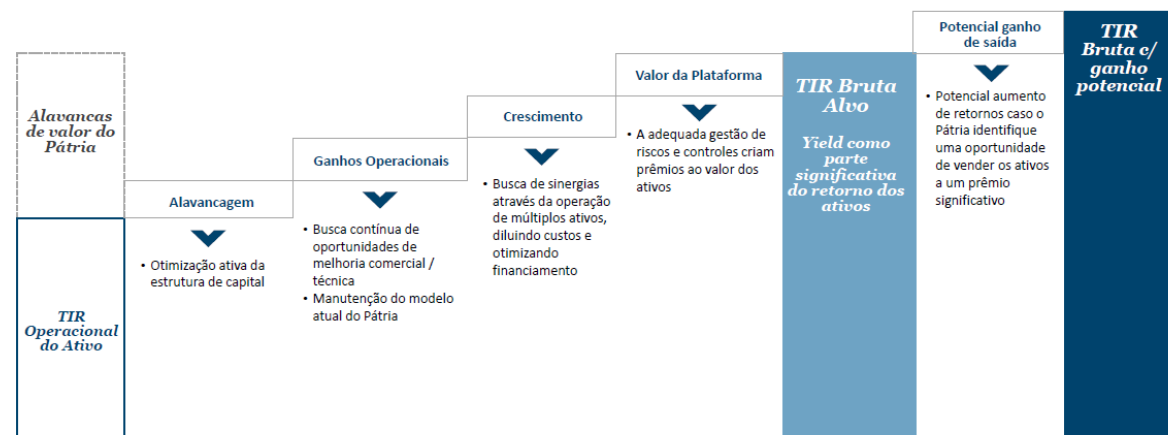 Alavancas
de valor do
Pátria
TIR
Operacional
do Ativo
Alavancagem
• Otimização ativa da
estrutura de capital
Ganhos Operacionais
• Busca contínua de
oportunidades de
melhoria comercial /
técnica
• Manutenção do modelo
atual do Pátria
Crescimento
• Busca de sinergias
através da operação
de múltiplos ativos,
diluindo custos e
otimizando
financiamento
Valor da Plataforma
• A adequada gestão de
riscos e controles criam
prêmios ao valor dos
ativos
TIR Bruta
Alvo
Yield como
parte
significativa
do retorno dos
ativos
Potencial ganho
de saída
• Potencial aumento
de retornos caso o
Pátria identifique
uma oportunidade
de vender os ativos
a um prêmio
significativo
TIR
Bruta c/
ganho
potencial